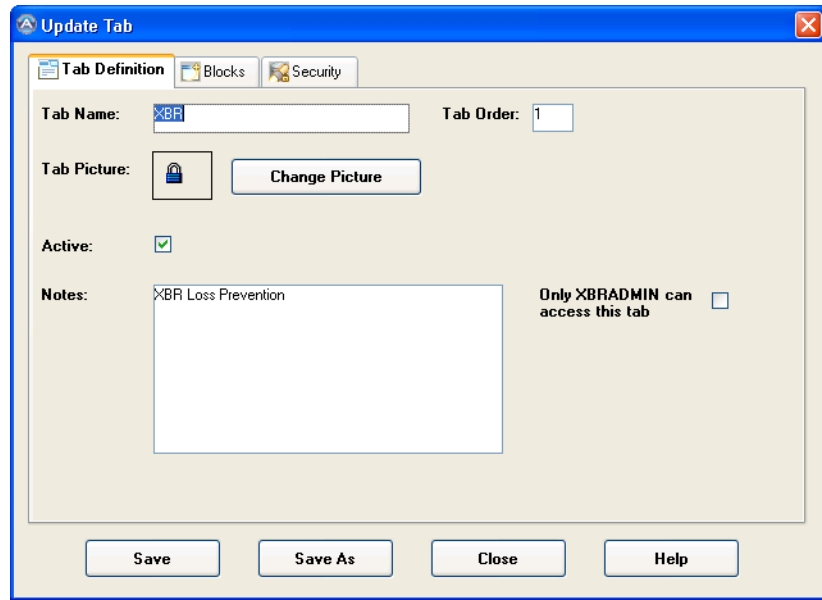 Update Tab
Tab Definition Blocks Security
Tab Name: XBR Tab Order: 1
Tab Picture: Change Picture
Active:
Notes: XBR Loss Prevention Only XBRADMIN can
access this tab
Save Save As Close Help